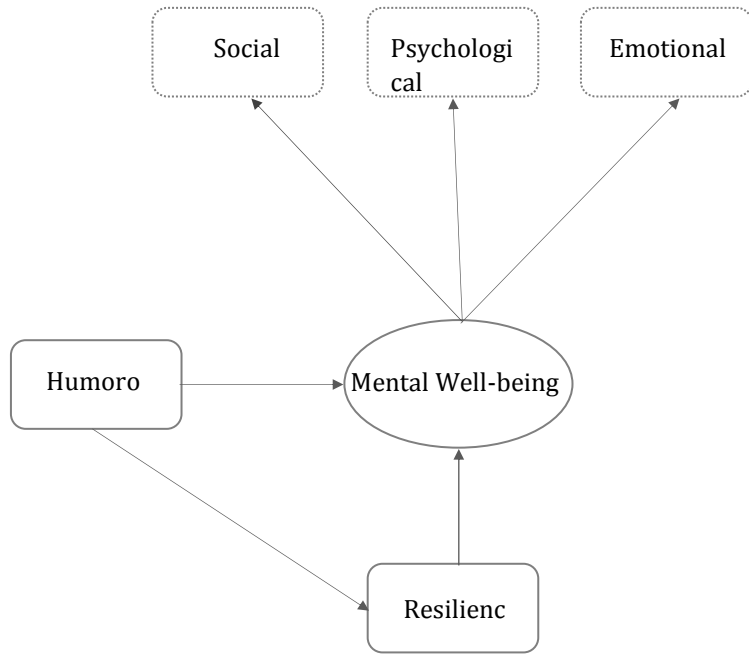 Social
Psychologi
cal
Emotional
Humoro
Mental Well-being
Resilienc